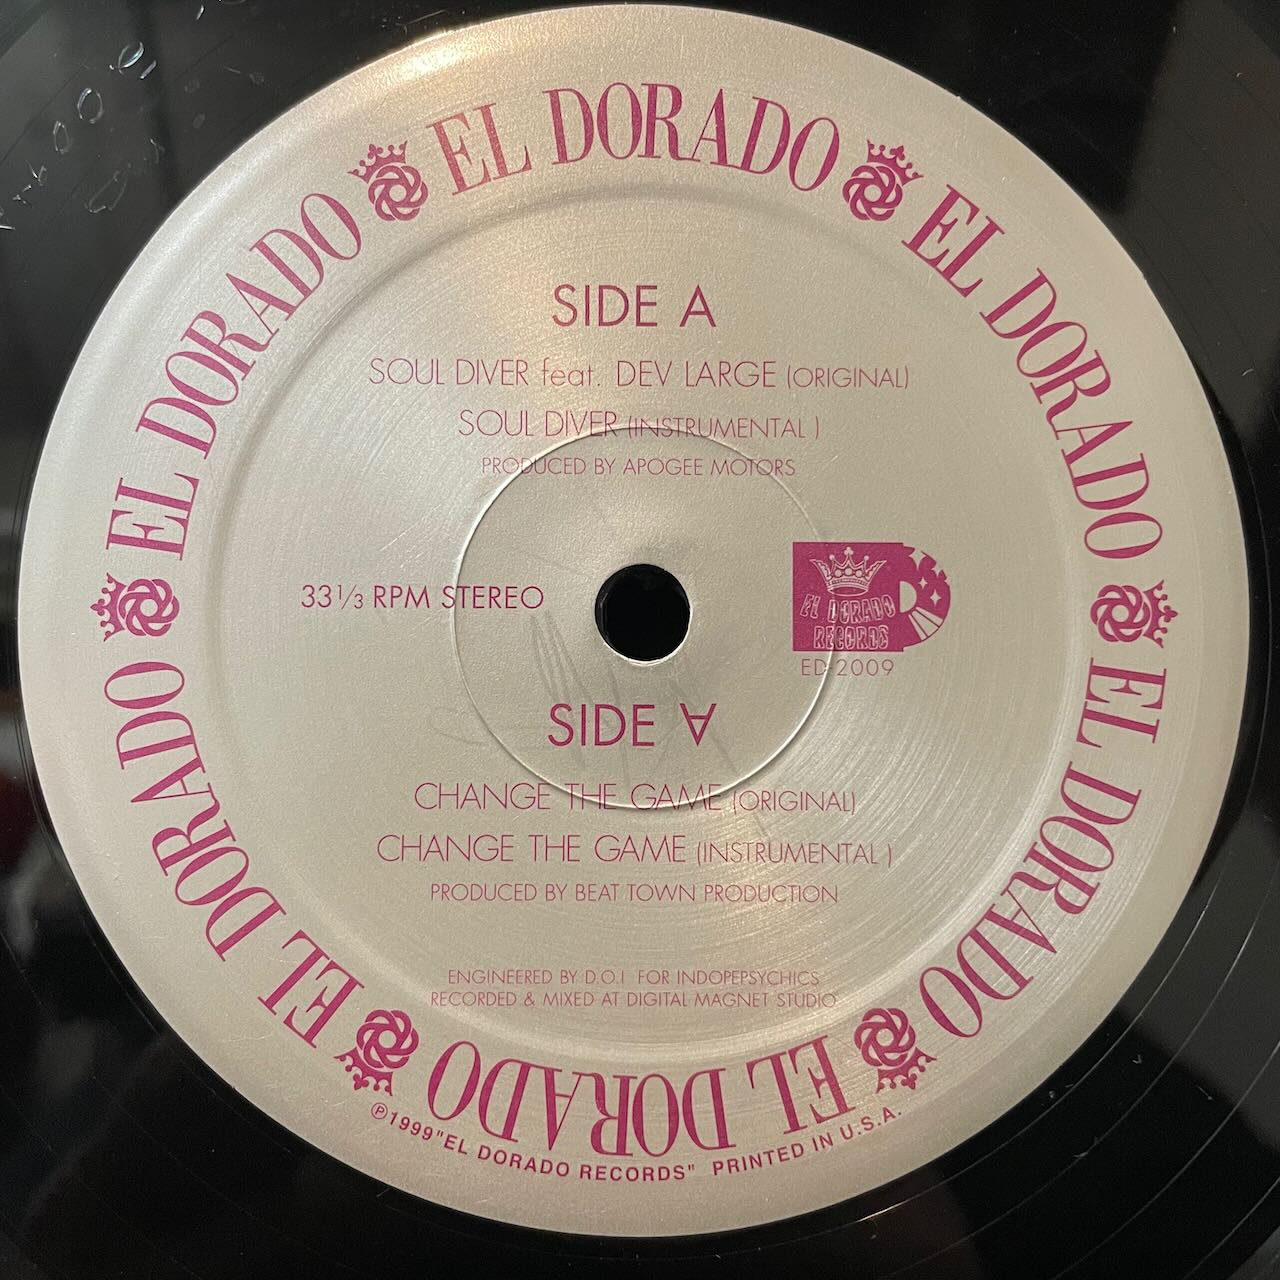 EL DORADO EL DORADO EL DORADO EL DORADO EL DORADO EL DORADO
SIDE A
SOUL DIVER feat. DEV LARGE (ORIGINAL)
SOUL DIVER (INSTRUMENTAL )
PRODUCED BY APOGEE MOTORS
33 1/3 RPM STEREO
EL DORADO
RECORDS
ED-2009
SIDE ∀
CHANGE THE GAME (ORIGINAL)
CHANGE THE GAME (INSTRUMENTAL )
PRODUCED BY BEAT TOWN PRODUCTION
ENGINEERED BY D.O.I FOR INDOPEPSYCHICS
RECORDED & MIXED AT DIGITAL MAGNET STUDIO
℗1999"EL DORADO RECORDS" PRINTED IN U.S.A.